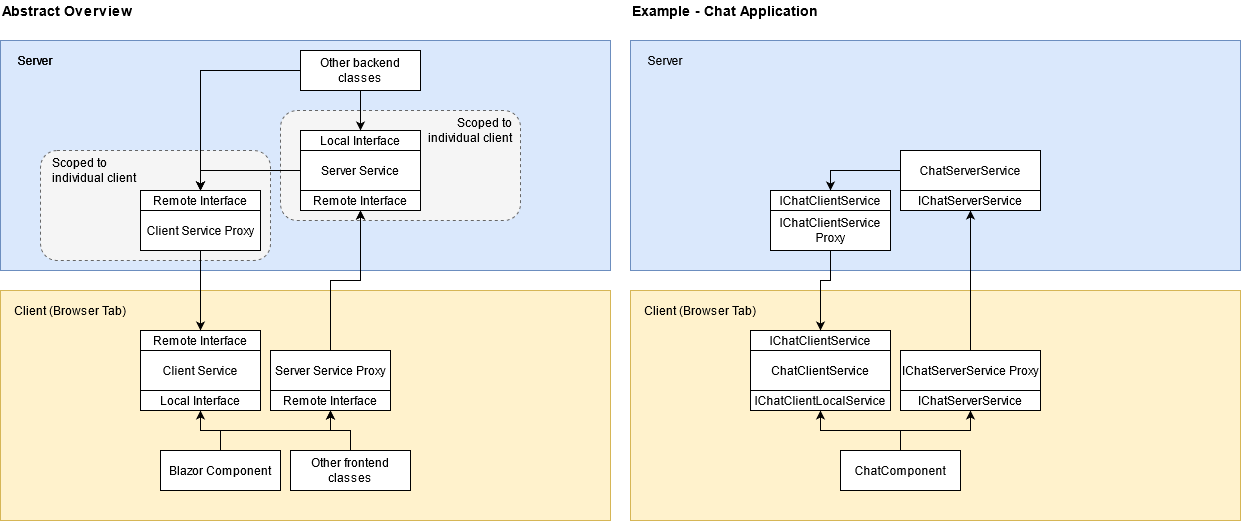 Abstract Overview
Example - Chat Application
Server
Other backend
classes
Scoped to
individual client
Local Interface
Server Service
Remote Interface
Scoped to
individual client
Remote Interface
Client Service Proxy
Client (Browser Tab)
Remote Interface
Client Service
Local Interface
Server Service Proxy
Remote Interface
Blazor Component
Other frontend
classes
Server
ChatServerService
IChatServerService
IChatClientService
IChatClientService
Proxy
Client (Browser Tab)
IChatClientService
ChatClientService
IChatClientLocalService
IChatServerService Proxy
IChatServerService
ChatComponent